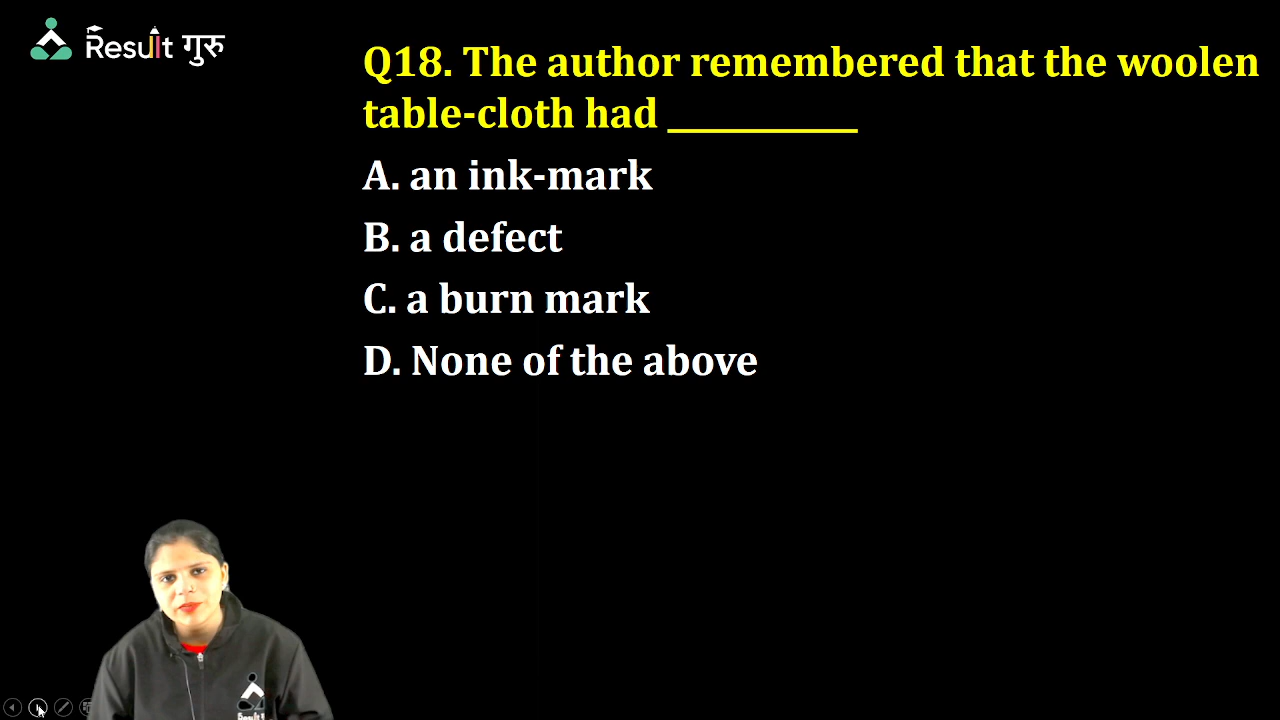 Result गुरु
Q18. The author remembered that the woolen
table-cloth had _________
A. an ink-mark
B. a defect
C. a burn mark
D. None of the above